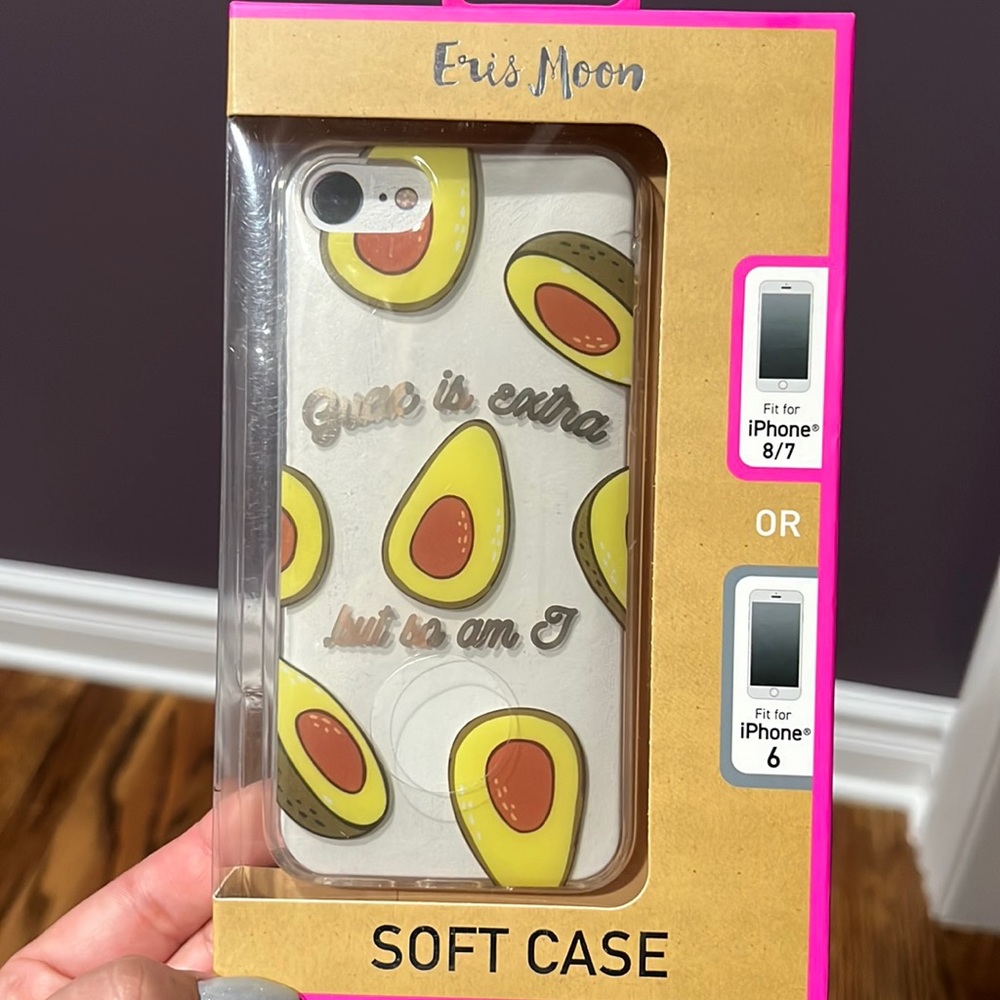 Eris Moon
Guac is extra
but so am I
Fit for
iPhone®
8/7
OR
Fit for
iPhone®
6
SOFT CASE